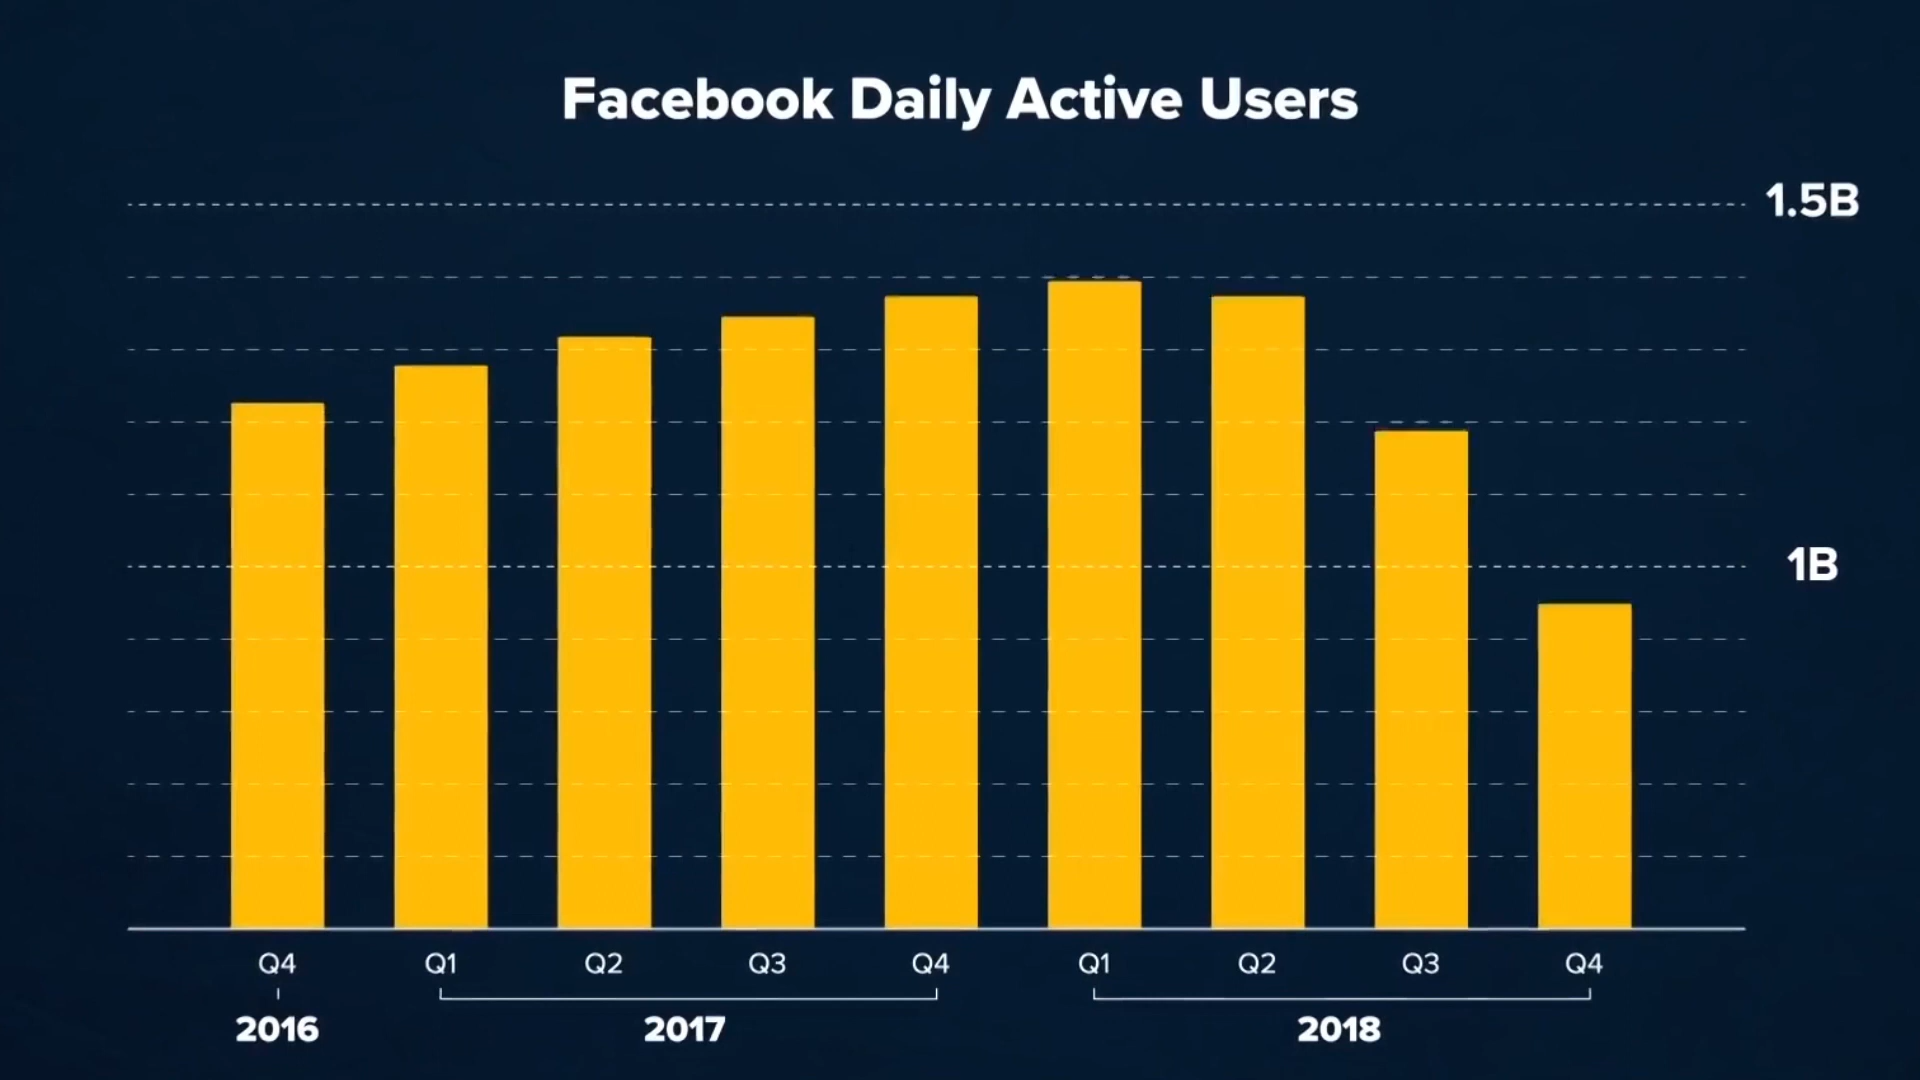 Facebook Daily Active Users
1.5B
1B
Q4 Q1 Q2 Q3 Q4 Q1 Q2 Q3 Q4
2016 2017 2018